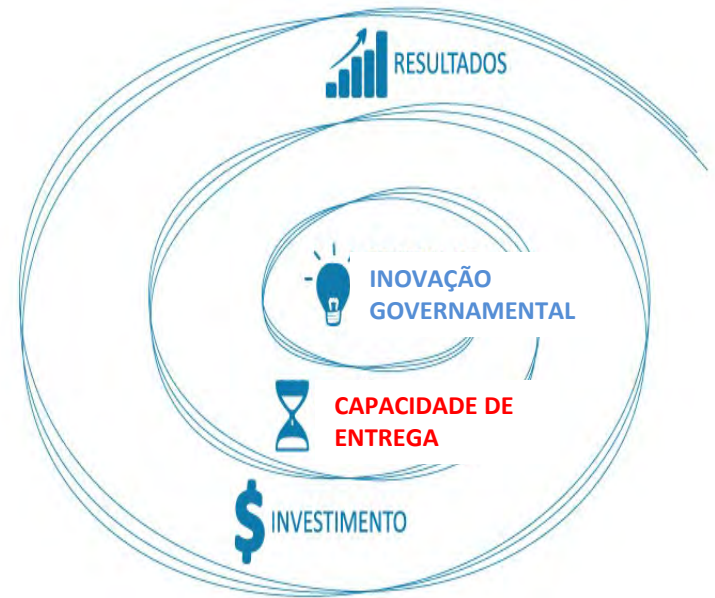 RESULTADOS
INOVAÇÃO
GOVERNAMENTAL
CAPACIDADE DE
ENTREGA
$ INVESTIMENTO